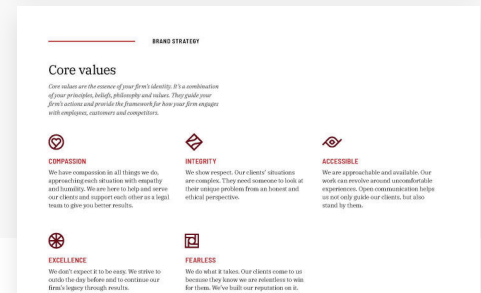 BRAND STRATEGY
Core values
Core values are the essence of your firm's identity. It's a combination
of your principles, beliefs, philosophy and values. They guide your
firm's actions and provide the framework for how your firm engages
with employees, customers and competitors.
COMPASSION
We have compassion in all things we do,
approaching each situation with empathy
and humility. We are here to help and serve
our clients and support each other as a legal
team to give you better results.
INTEGRITY
We show respect. Our clients' situations
are complex. They need someone to look at
their unique problem from an honest and
ethical perspective.
ACCESSIBLE
We are approachable and available. Our
work can revolve around uncomfortable
experiences. Open communication helps
us not only guide our clients, but also
stand by them.
EXCELLENCE
We don't expect it to be easy. We strive to
outdo the day before and to continue our
firm's legacy through results.
FEARLESS
We do what it takes. Our clients come to us
because they know we are relentless to win
for them. We've built our reputation on it.